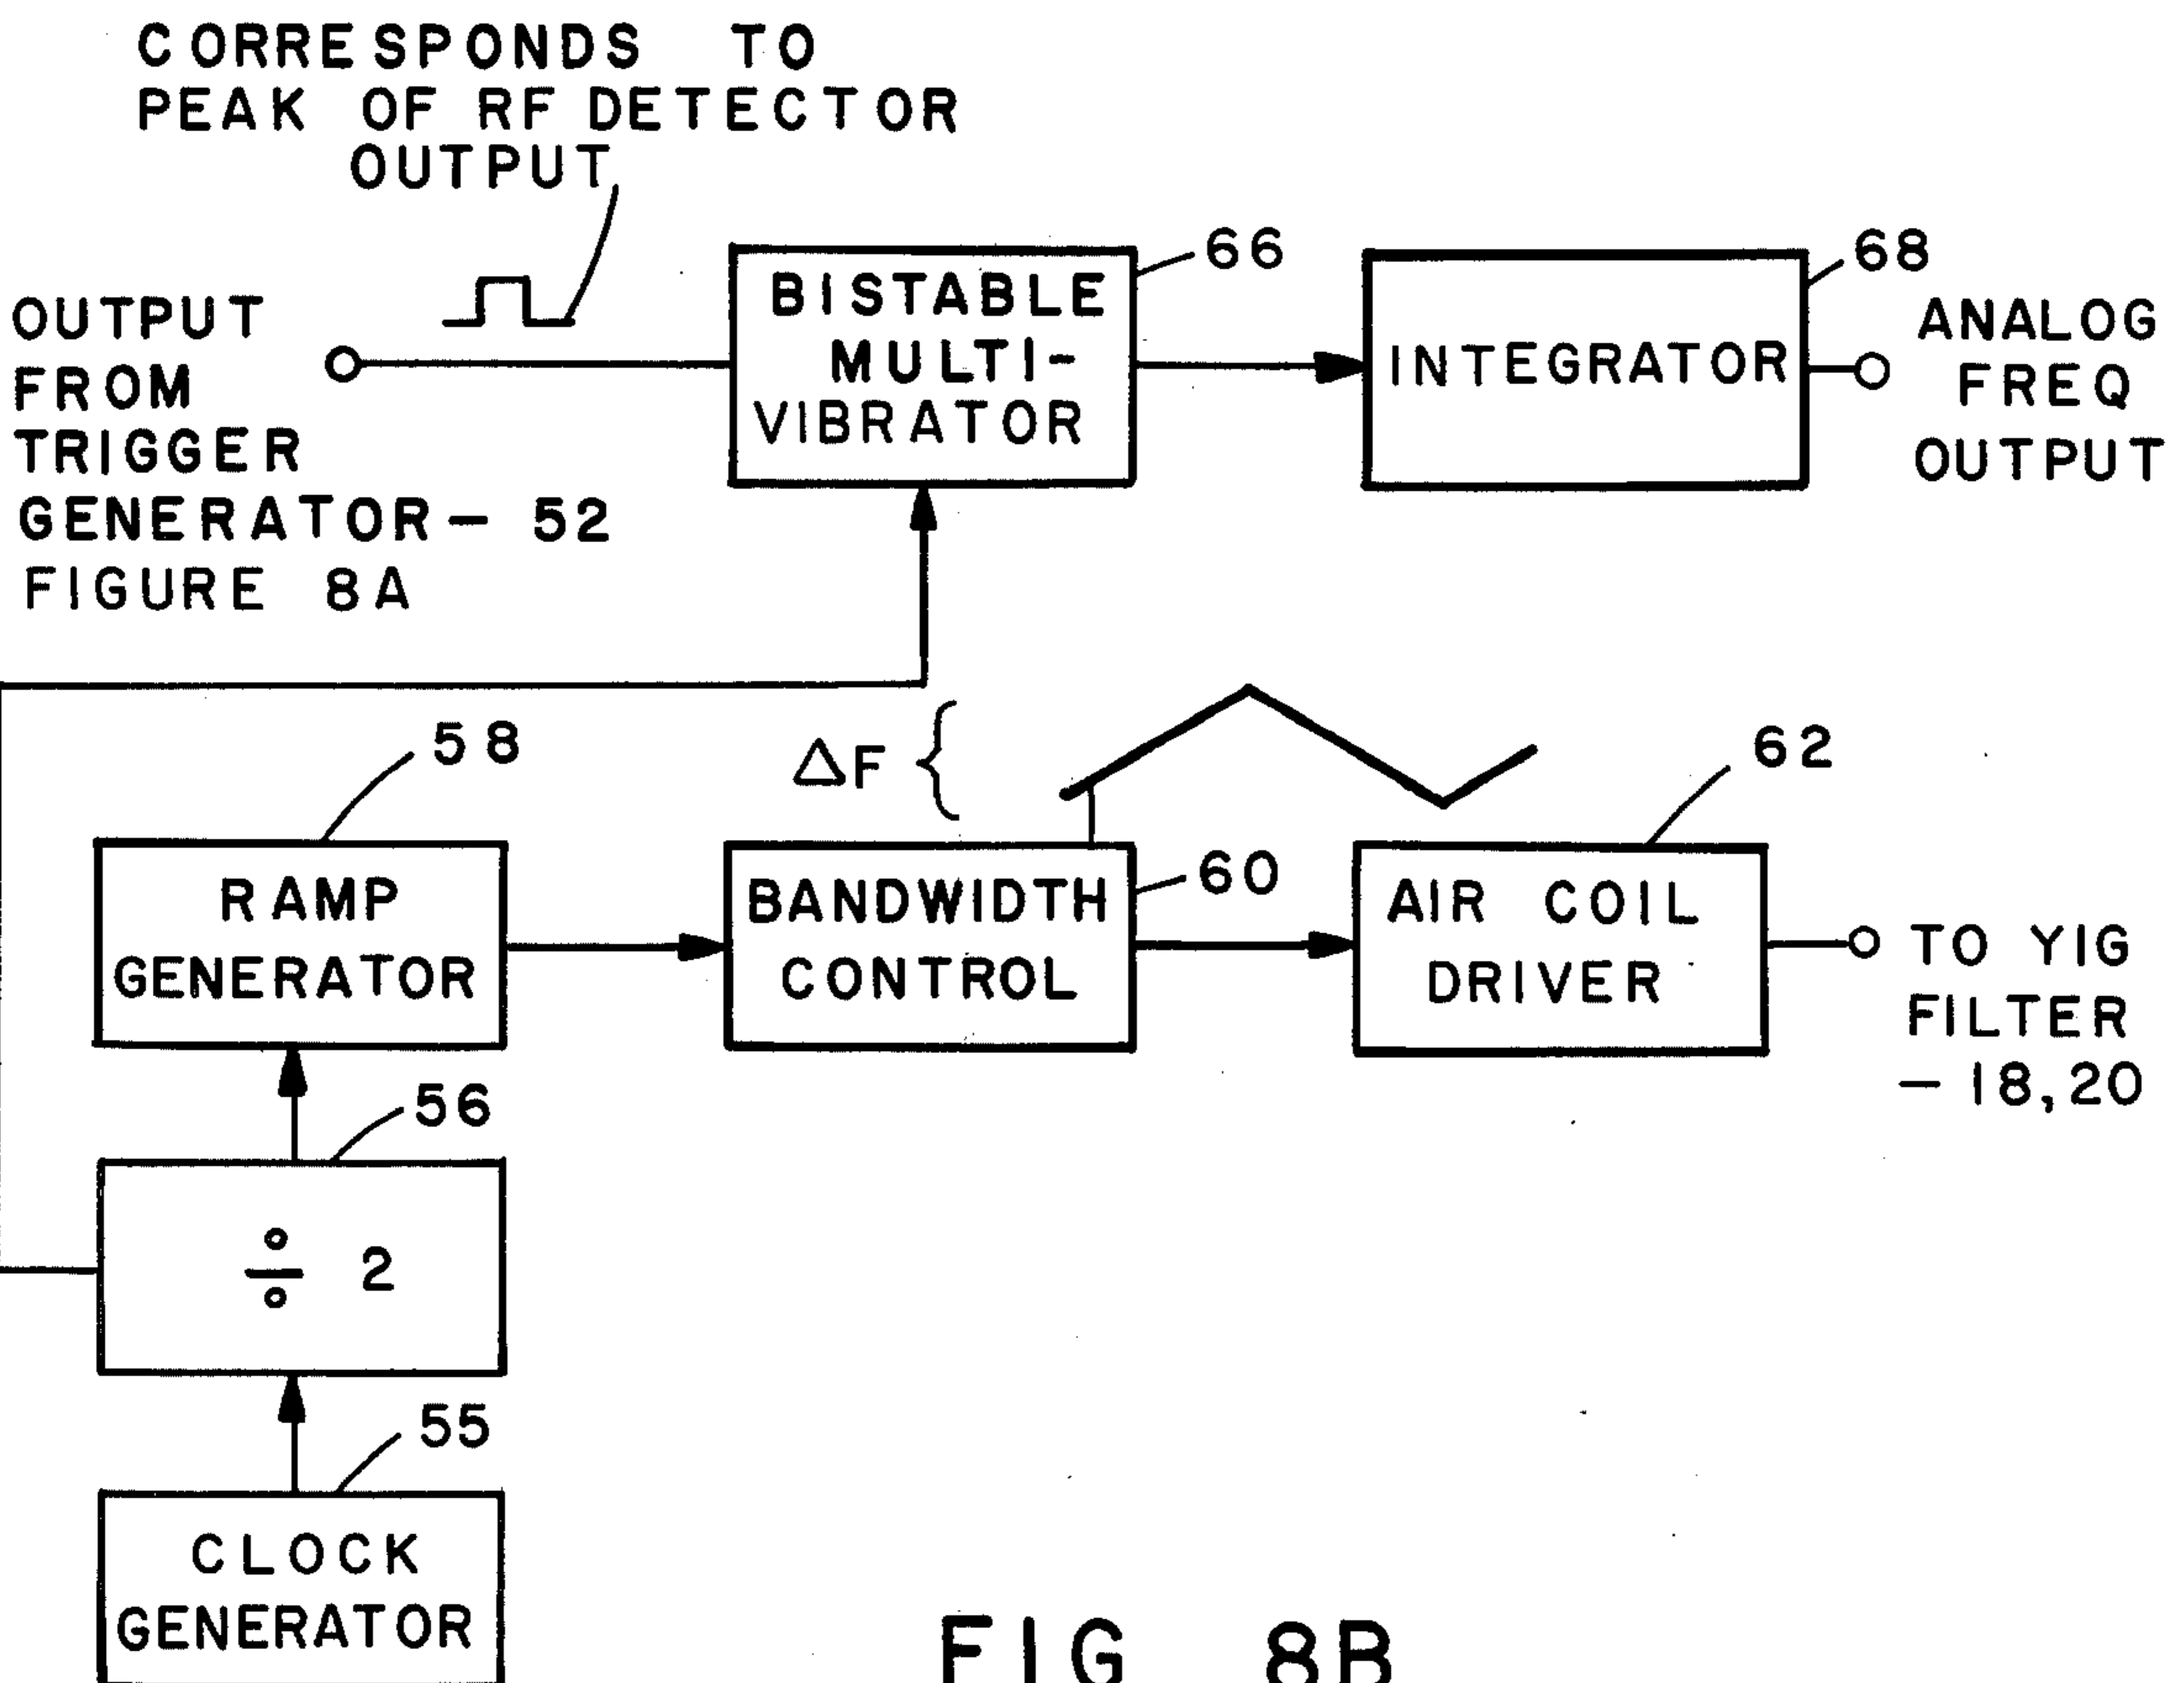 CORRESPONDS TO
PEAK OF RF DETECTOR
OUTPUT
OUTPUT
FROM
TRIGGER
GENERATOR— 52
FIGURE 8A
BISTABLE
MULTI-
VIBRATOR
66
INTEGRATOR
68
ANALOG
FREQ
OUTPUT
58
ΔF
62
RAMP
GENERATOR
BANDWIDTH
CONTROL
60
AIR COIL
DRIVER
TO YIG
FILTER
— 18,20
56
÷ 2
55
CLOCK
GENERATOR
FIG 8B